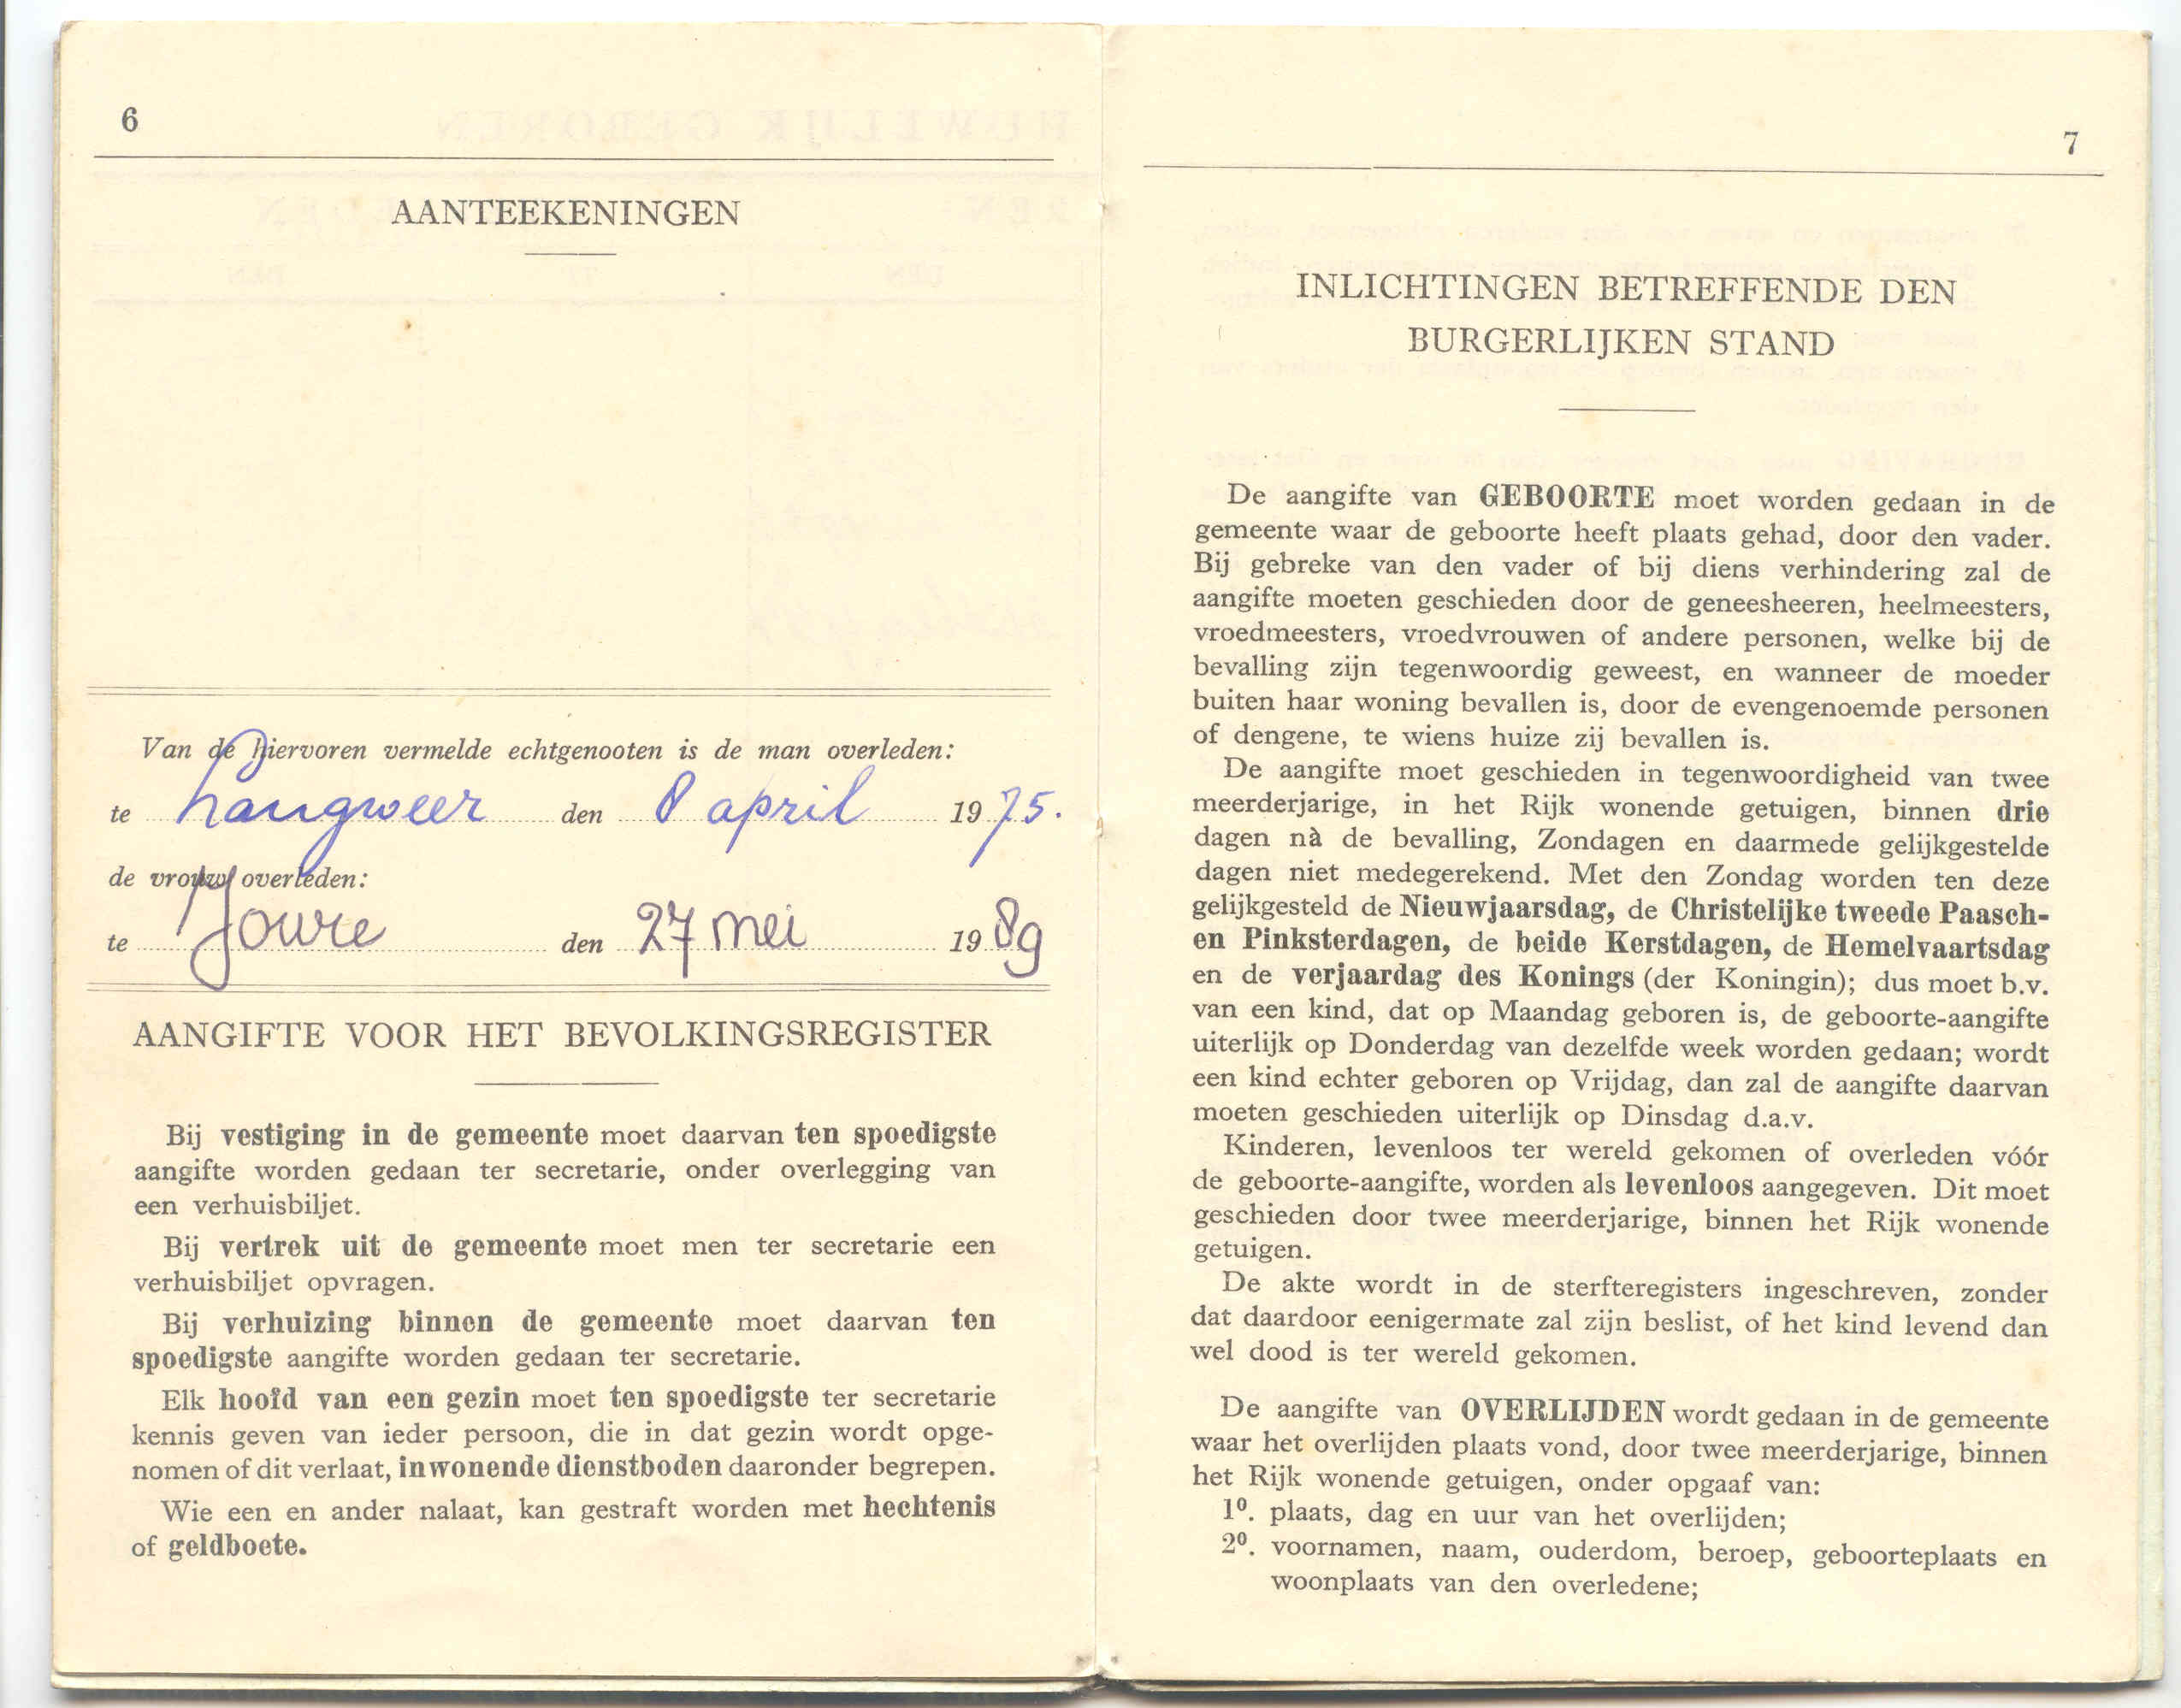 6
AANTEEKENINGEN
Van de hiervoren vermelde echtgenooten is de man overleden:
te Langweer den 8 april 1975.
de vrouw overleden:
te Joure den 27 mei 1989
AANGIFTE VOOR HET BEVOLKINGSREGISTER
Bij vestiging in de gemeente moet daarvan ten spoedigste
aangifte worden gedaan ter secretarie, onder overlegging van
een verhuisbiljet.
Bij vertrek uit de gemeente moet men ter secretarie een
verhuisbiljet opvragen.
Bij verhuizing binnen de gemeente moet daarvan ten
spoedigste aangifte worden gedaan ter secretarie.
Elk hoofd van een gezin moet ten spoedigste ter secretarie
kennis geven van ieder persoon, die in dat gezin wordt opge-
nomen of dit verlaat, inwonende dienstboden daaronder begrepen.
Wie een en ander nalaat, kan gestraft worden met hechtenis
of geldboete.
7
INLICHTINGEN BETREFFENDE DEN
BURGERLIJKEN STAND
De aangifte van GEBOORTE moet worden gedaan in de
gemeente waar de geboorte heeft plaats gehad, door den vader.
Bij gebreke van den vader of bij diens verhindering zal de
aangifte moeten geschieden door de geneesheeren, heelmeesters,
vroedmeesters, vroedvrouwen of andere personen, welke bij de
bevalling zijn tegenwoordig geweest, en wanneer de moeder
buiten haar woning bevallen is, door de evengenoemde personen
of dengene, te wiens huize zij bevallen is.
De aangifte moet geschieden in tegenwoordigheid van twee
meerderjarige, in het Rijk wonende getuigen, binnen drie
dagen nà de bevalling, Zondagen en daarmede gelijkgestelde
dagen niet medegerekend. Met den Zondag worden ten deze
gelijkgesteld de Nieuwjaarsdag, de Christelijke tweede Paasch-
en Pinksterdagen, de beide Kerstdagen, de Hemelvaartsdag
en de verjaardag des Konings (der Koningin); dus moet b.v.
van een kind, dat op Maandag geboren is, de geboorte-aangifte
uiterlijk op Donderdag van dezelfde week worden gedaan; wordt
een kind echter geboren op Vrijdag, dan zal de aangifte daarvan
moeten geschieden uiterlijk op Dinsdag d.a.v.
Kinderen, levenloos ter wereld gekomen of overleden vóór
de geboorte-aangifte, worden als levenloos aangegeven. Dit moet
geschieden door twee meerderjarige, binnen het Rijk wonende
getuigen.
De akte wordt in de sterfteregisters ingeschreven, zonder
dat daardoor eenigermate zal zijn beslist, of het kind levend dan
wel dood is ter wereld gekomen.
De aangifte van OVERLIJDEN wordt gedaan in de gemeente
waar het overlijden plaats vond, door twee meerderjarige, binnen
het Rijk wonende getuigen, onder opgaaf van:
1⁰. plaats, dag en uur van het overlijden;
2⁰. voornamen, naam, ouderdom, beroep, geboorteplaats en
woonplaats van den overledene;